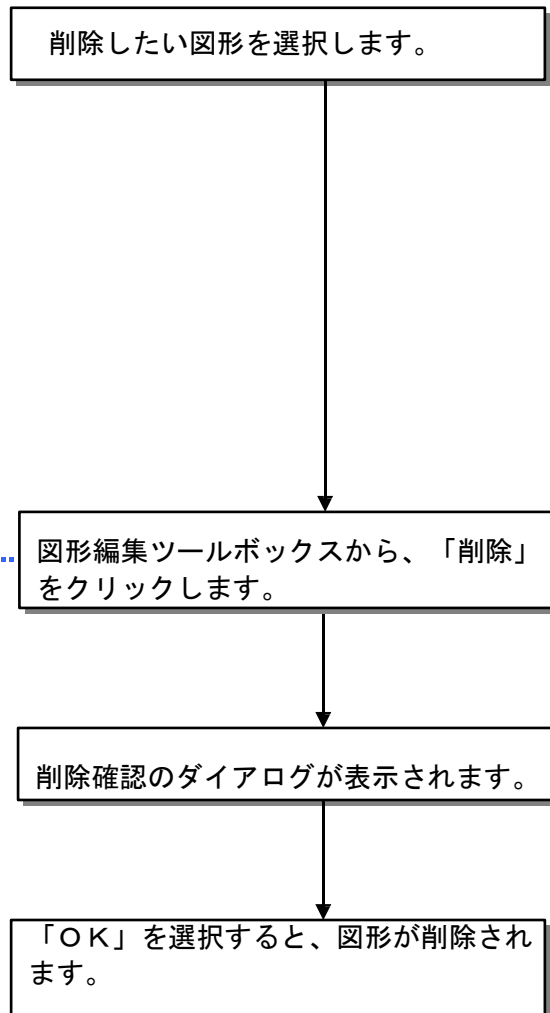 削除したい図形を選択します。
図形編集ツールボックスから、「削除」
をクリックします。
削除確認のダイアログが表示されます。
「ＯＫ」を選択すると、図形が削除され
ます。